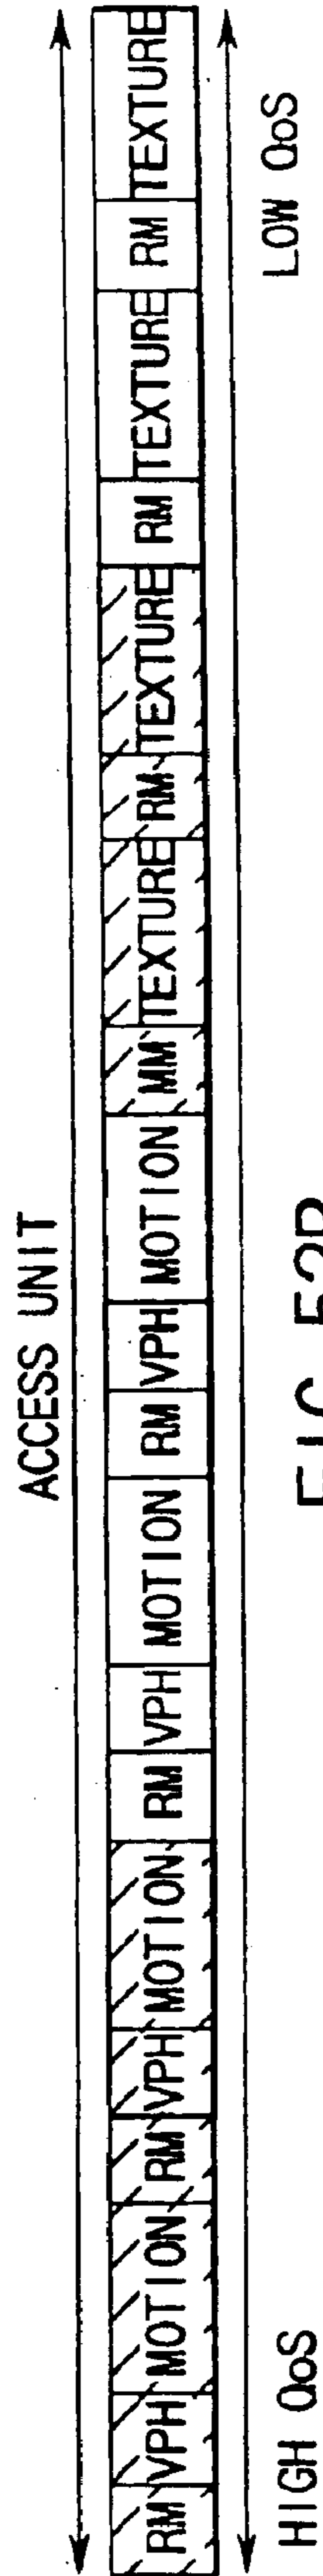 ACCESS UNIT
RM VPH MOTION RM VPH MOTION RM VPH MOTION RM VPH MOTION MM TEXTURE RM TEXTURE RM TEXTURE RM TEXTURE
HIGH QoS LOW QoS